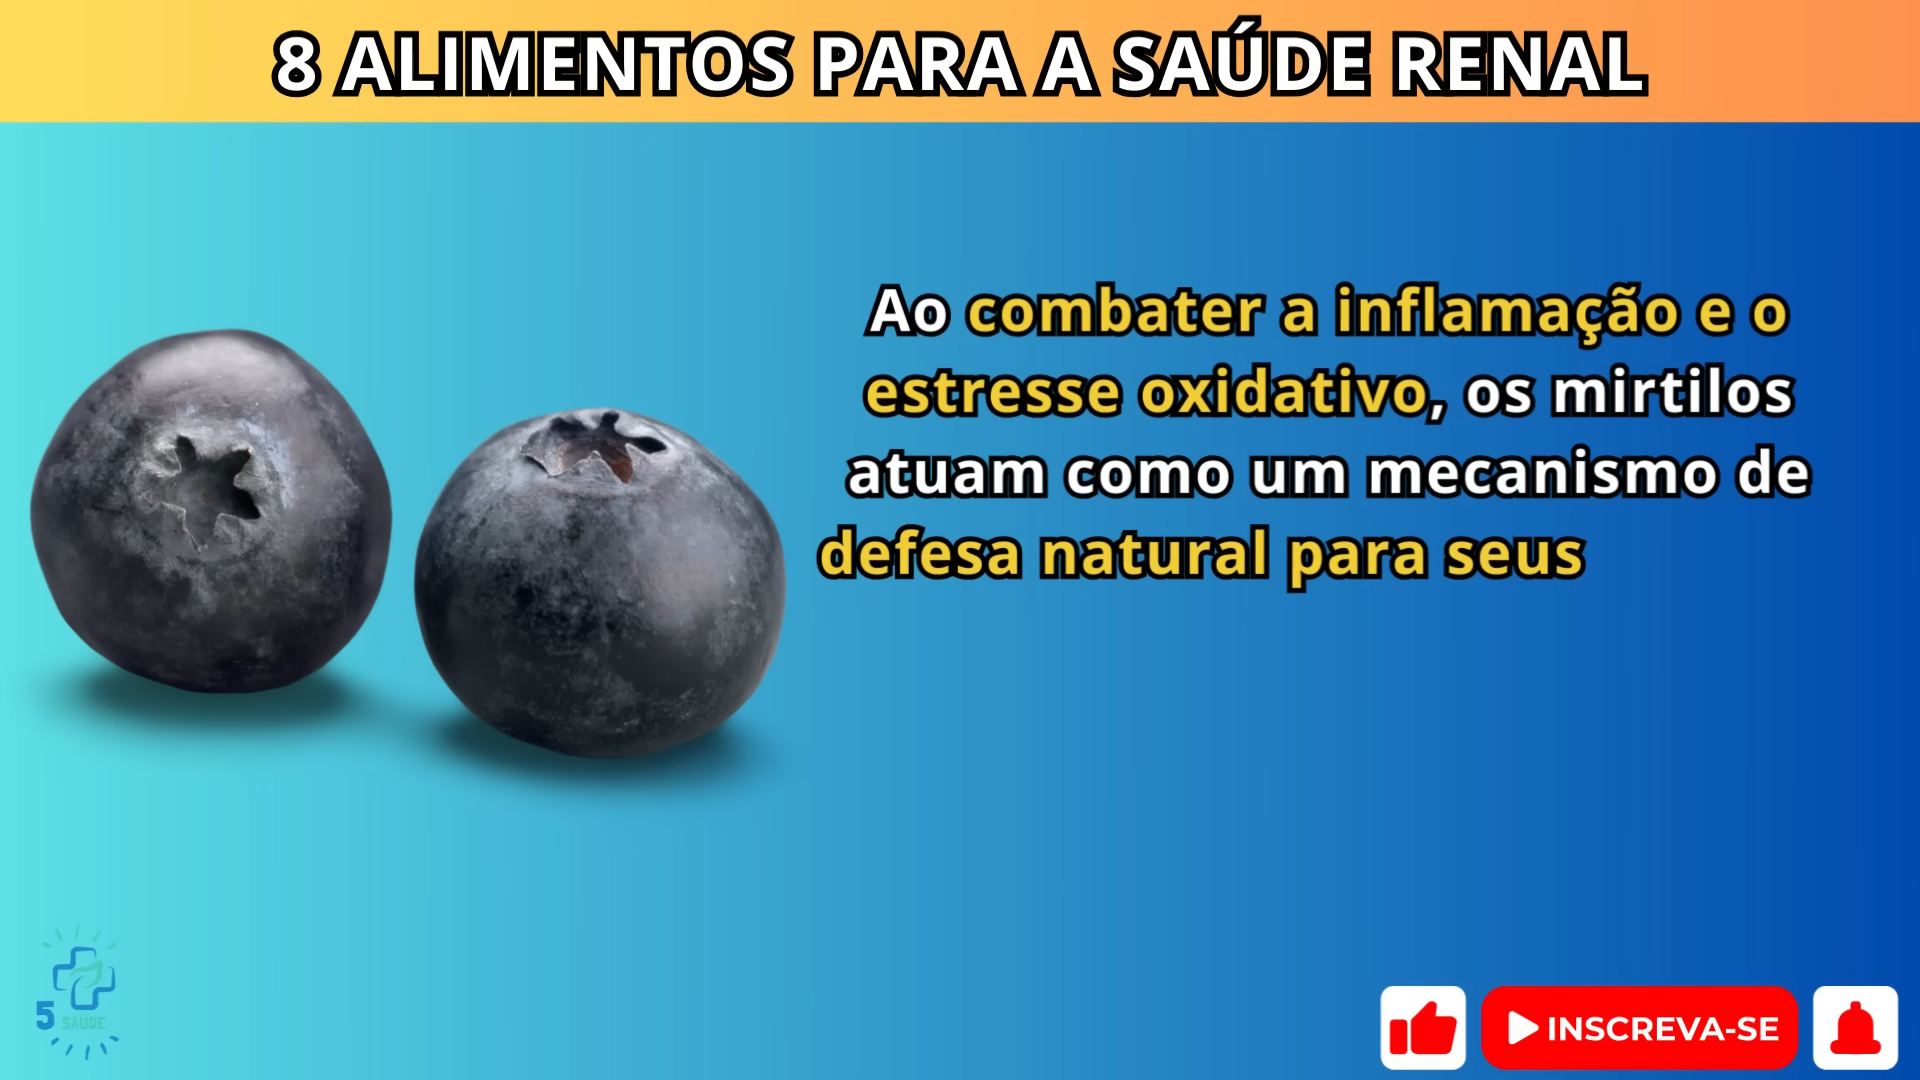 8 ALIMENTOS PARA A SAÚDE RENAL
Ao combater a inflamação e o
estresse oxidativo, os mirtilos
atuam como um mecanismo de
defesa natural para seus
5
SAÚDE
INSCREVA-SE